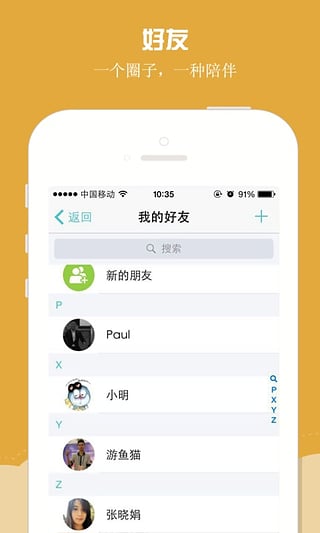 好友
一个圈子，一种陪伴
中国移动 10:35 91%
返回 我的好友
搜索
新的朋友
P
Paul
X
小明
Y
游鱼猫
Z
张晓娟
P
X
Y
Z